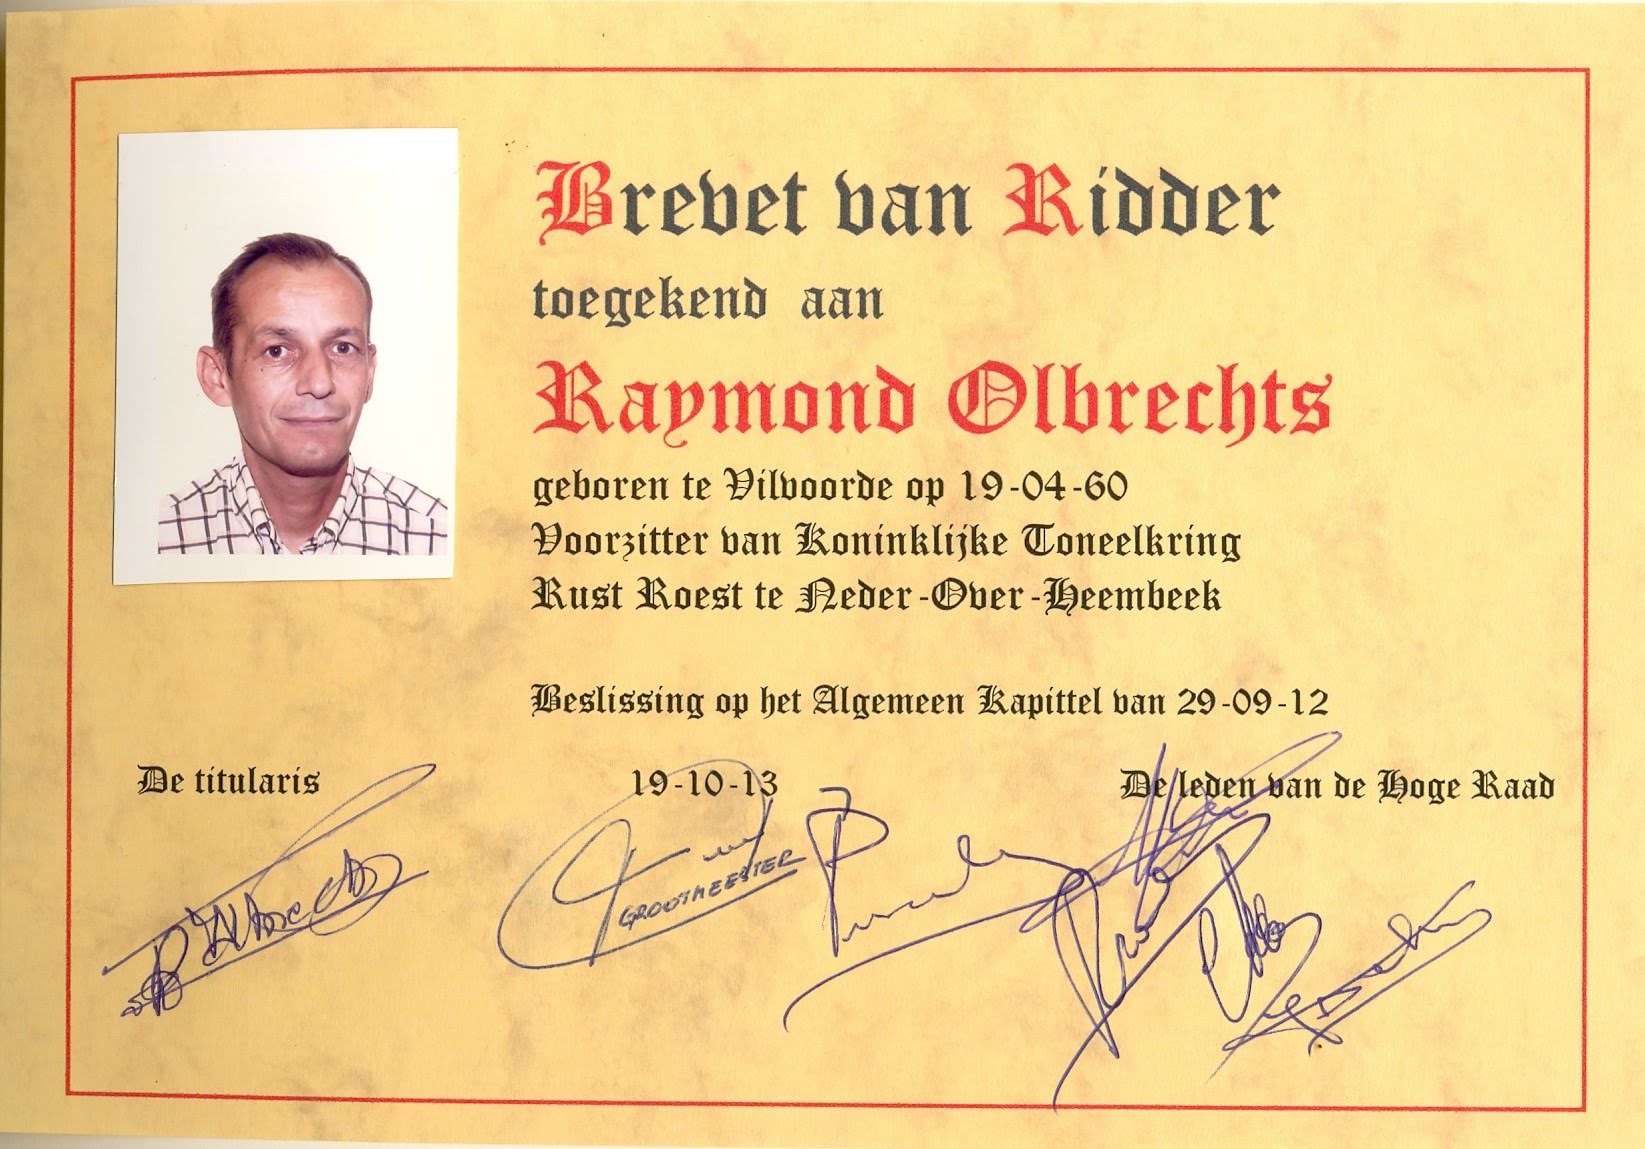 Brevet van Ridder
toegekend aan
Raymond Olbrechts
geboren te Vilvoorde op 19-04-60
Voorzitter van Koninklijke Toneelkring
Rust Roest te Neder-Over-Heembeek
Beslissing op het Algemeen Kapittel van 29-09-12
De titularis
19-10-13
De leden van de Hoge Raad
GROOTMEESTER